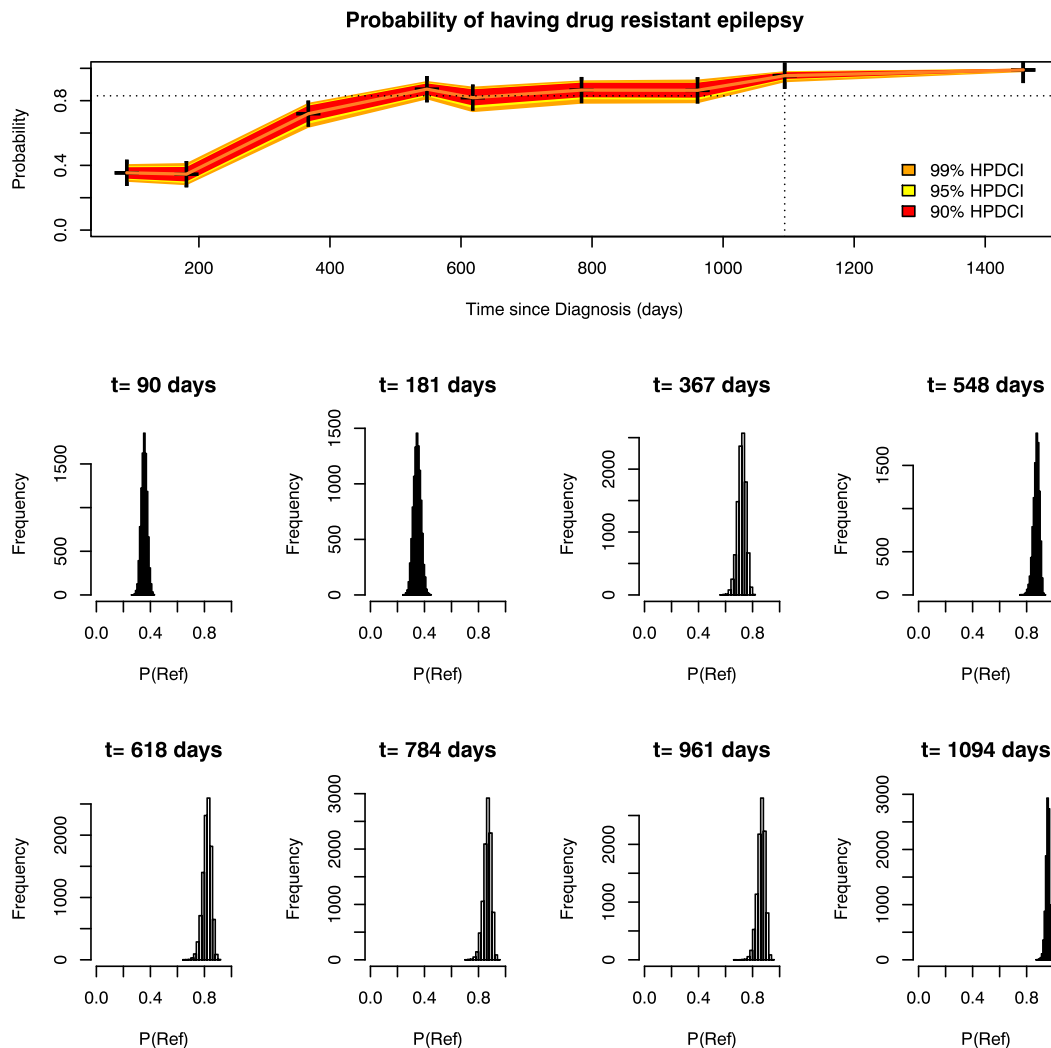 Probability of having drug resistant epilepsy
Probability
0.0 0.4 0.8
99% HPDCI
95% HPDCI
90% HPDCI
200 400 600 800 1000 1200 1400
Time since Diagnosis (days)
t= 90 days
Frequency
0 500 1500
0.0 0.4 0.8
P(Ref)
t= 181 days
Frequency
0 500 1000 1500
0.0 0.4 0.8
P(Ref)
t= 367 days
Frequency
0 1000 2000
0.0 0.4 0.8
P(Ref)
t= 548 days
Frequency
0 500 1500
0.0 0.4 0.8
P(Ref)
t= 618 days
Frequency
0 1000 2000
0.0 0.4 0.8
P(Ref)
t= 784 days
Frequency
0 1000 2000 3000
0.0 0.4 0.8
P(Ref)
t= 961 days
Frequency
0 1000 2000
0.0 0.4 0.8
P(Ref)
t= 1094 days
Frequency
0 1000 2000 3000
0.0 0.4 0.8
P(Ref)